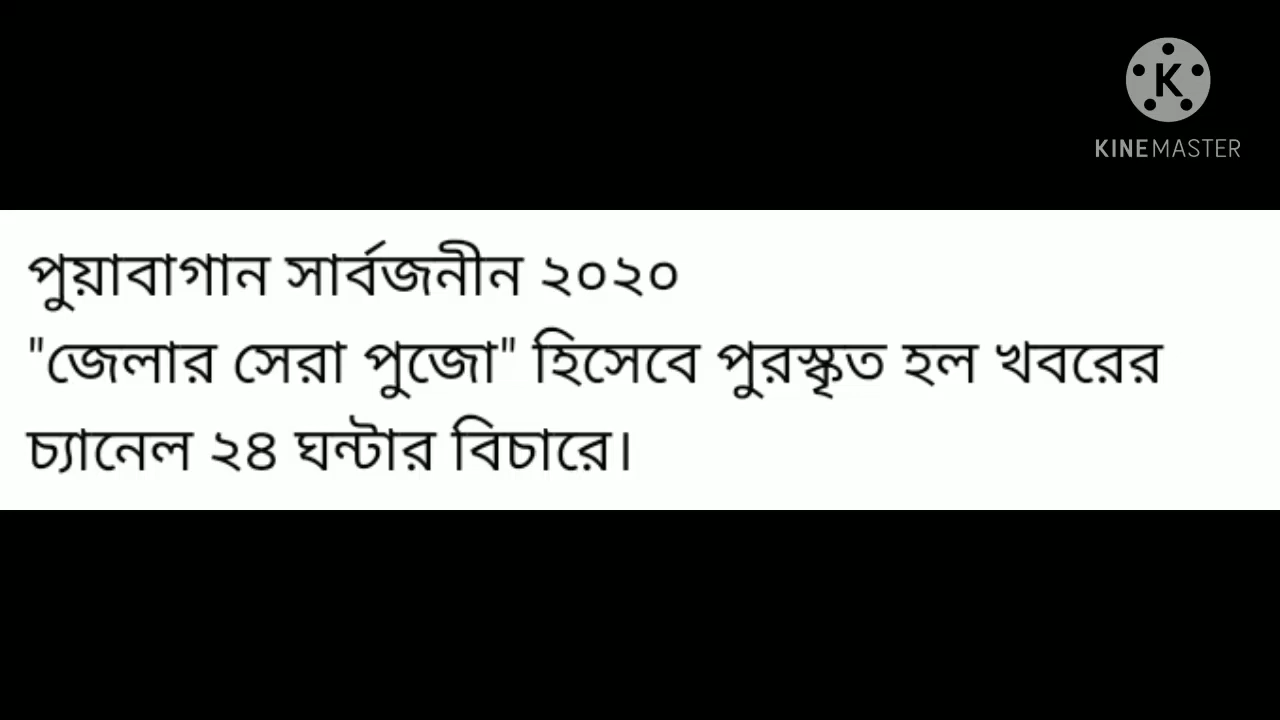 K
KINEMASTER
পুয়াবাগান সার্বজনীন ২০২০
"জেলার সেরা পুজো" হিসেবে পুরস্কৃত হল খবরের
চ্যানেল ২৪ ঘন্টার বিচারে।